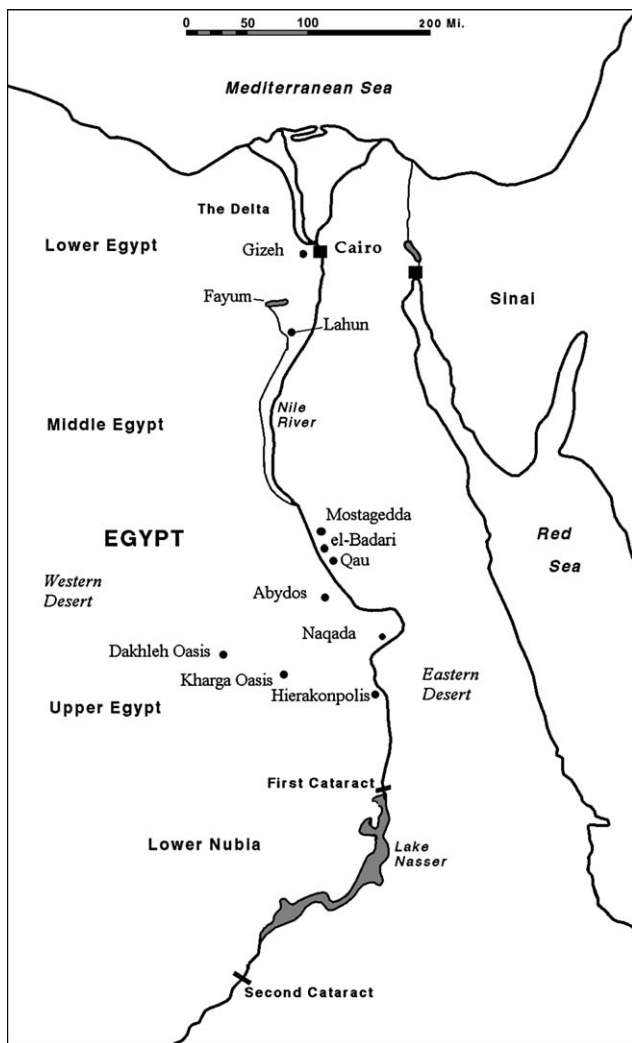 0 50 100 200 Mi.
Mediterranean Sea
The Delta
Lower Egypt
Gizeh
Cairo
Fayum
Sinai
Lahun
Nile
River
Middle Egypt
Mostagedda
EGYPT
el-Badari
Red
Sea
Qau
Western
Desert
Abydos
Naqada
Dakhleh Oasis
Kharga Oasis
Eastern
Desert
Hierakonpolis
Upper Egypt
First Cataract
Lower Nubia
Lake
Nasser
Second Cataract